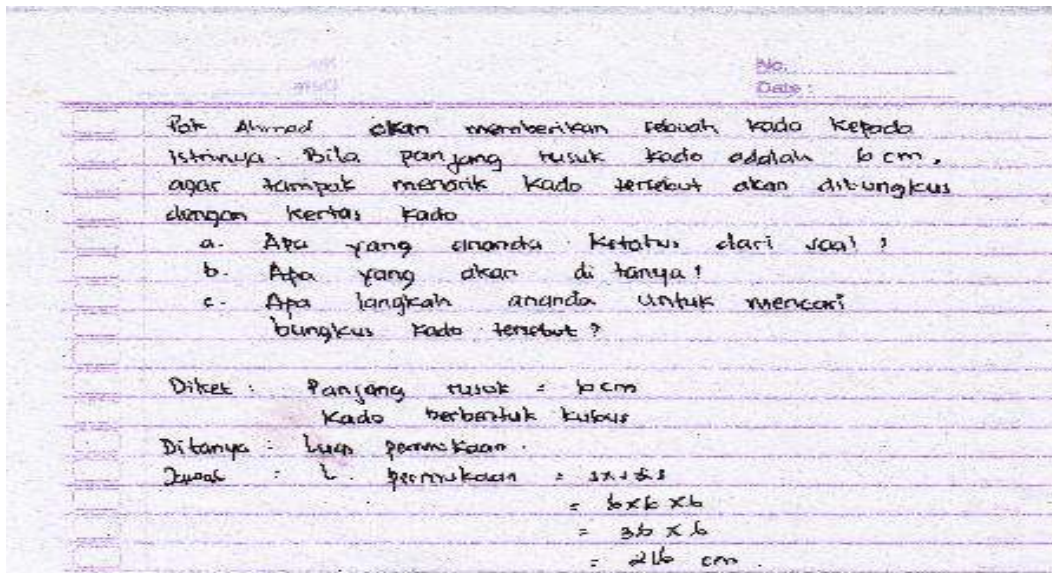 No.
Date :
Pak Ahmad akan memberikan sebuah kado kepada
istrinya. Bila panjang rusuk kado adalah 6 cm,
agar tampak menarik kado tersebut akan dibungkus
dengan kertas kado
a. Apa yang ananda ketahui dari soal ?
b. Apa yang akan di tanya ?
c. Apa langkah ananda untuk mencari
bungkus kado tersebut ?
Diket : Panjang rusuk = 6 cm
Kado berbentuk kubus
Ditanya : Luas permukaan.
Jawab : L. permukaan =
= 6x6 x6
= 36 x 6
= 216 cm.